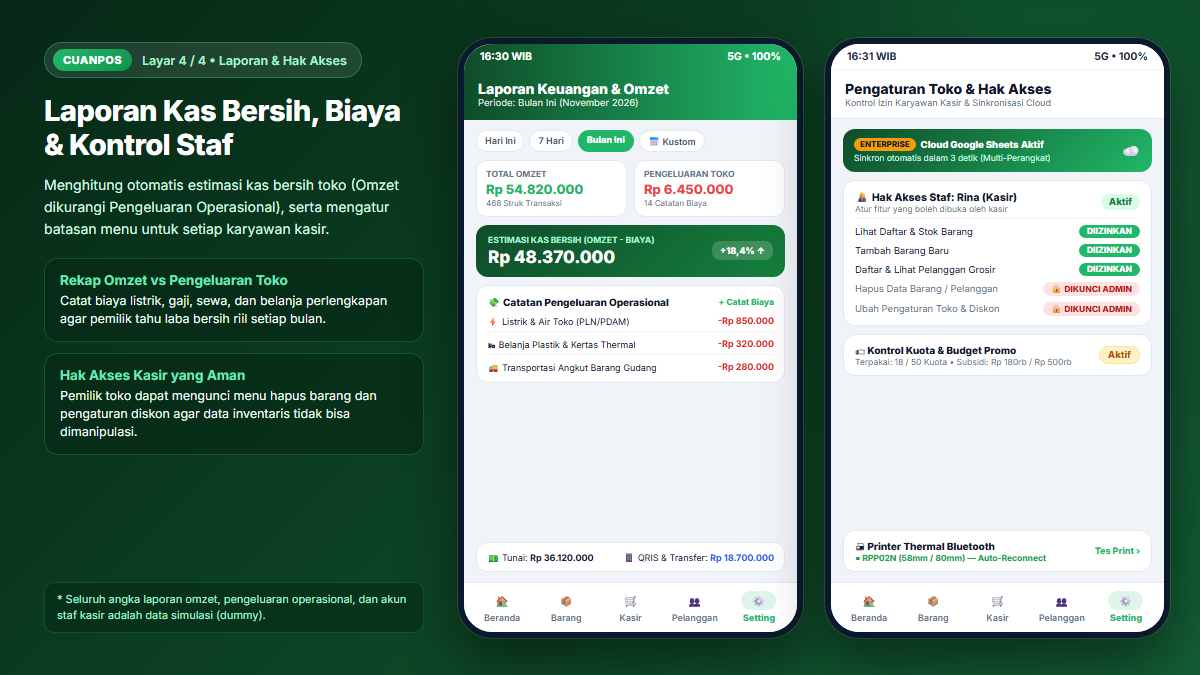 CUANPOS Layar 4 / 4 • Laporan & Hak Akses
Laporan Kas Bersih, Biaya
& Kontrol Staf
Menghitung otomatis estimasi kas bersih toko (Omzet
dikurangi Pengeluaran Operasional), serta mengatur
batasan menu untuk setiap karyawan kasir.
Rekap Omzet vs Pengeluaran Toko
Catat biaya listrik, gaji, sewa, dan belanja perlengkapan
agar pemilik tahu laba bersih riil setiap bulan.
Hak Akses Kasir yang Aman
Pemilik toko dapat mengunci menu hapus barang dan
pengaturan diskon agar data inventaris tidak bisa
dimanipulasi.
* Seluruh angka laporan omzet, pengeluaran operasional, dan akun
staf kasir adalah data simulasi (dummy).
16:30 WIB 5G • 100%
Laporan Keuangan & Omzet
Periode: Bulan Ini (November 2026)
Hari Ini 7 Hari Bulan Ini Kustom
TOTAL OMZET
Rp 54.820.000
468 Struk Transaksi
PENGELUARAN TOKO
Rp 6.450.000
14 Catatan Biaya
ESTIMASI KAS BERSIH (OMZET - BIAYA)
Rp 48.370.000
+18,4% ↑
Catatan Pengeluaran Operasional + Catat Biaya
Listrik & Air Toko (PLN/PDAM) -Rp 850.000
Belanja Plastik & Kertas Thermal -Rp 320.000
Transportasi Angkut Barang Gudang -Rp 280.000
Tunai: Rp 36.120.000 QRIS & Transfer: Rp 18.700.000
Beranda Barang Kasir Pelanggan Setting
16:31 WIB 5G • 100%
Pengaturan Toko & Hak Akses
Kontrol Izin Karyawan Kasir & Sinkronisasi Cloud
ENTERPRISE Cloud Google Sheets Aktif
Sinkron otomatis dalam 3 detik (Multi-Perangkat)
Hak Akses Staf: Rina (Kasir) Aktif
Atur fitur yang boleh dibuka oleh kasir
Lihat Daftar & Stok Barang DIIZINKAN
Tambah Barang Baru DIIZINKAN
Daftar & Lihat Pelanggan Grosir DIIZINKAN
Hapus Data Barang / Pelanggan DIKUNCI ADMIN
Ubah Pengaturan Toko & Diskon DIKUNCI ADMIN
Kontrol Kuota & Budget Promo Aktif
Terpakai: 18 / 50 Kuota • Subsidi: Rp 180rb / Rp 500rb
Printer Thermal Bluetooth Tes Print ›
RPP02N (58mm / 80mm) — Auto-Reconnect
Beranda Barang Kasir Pelanggan Setting